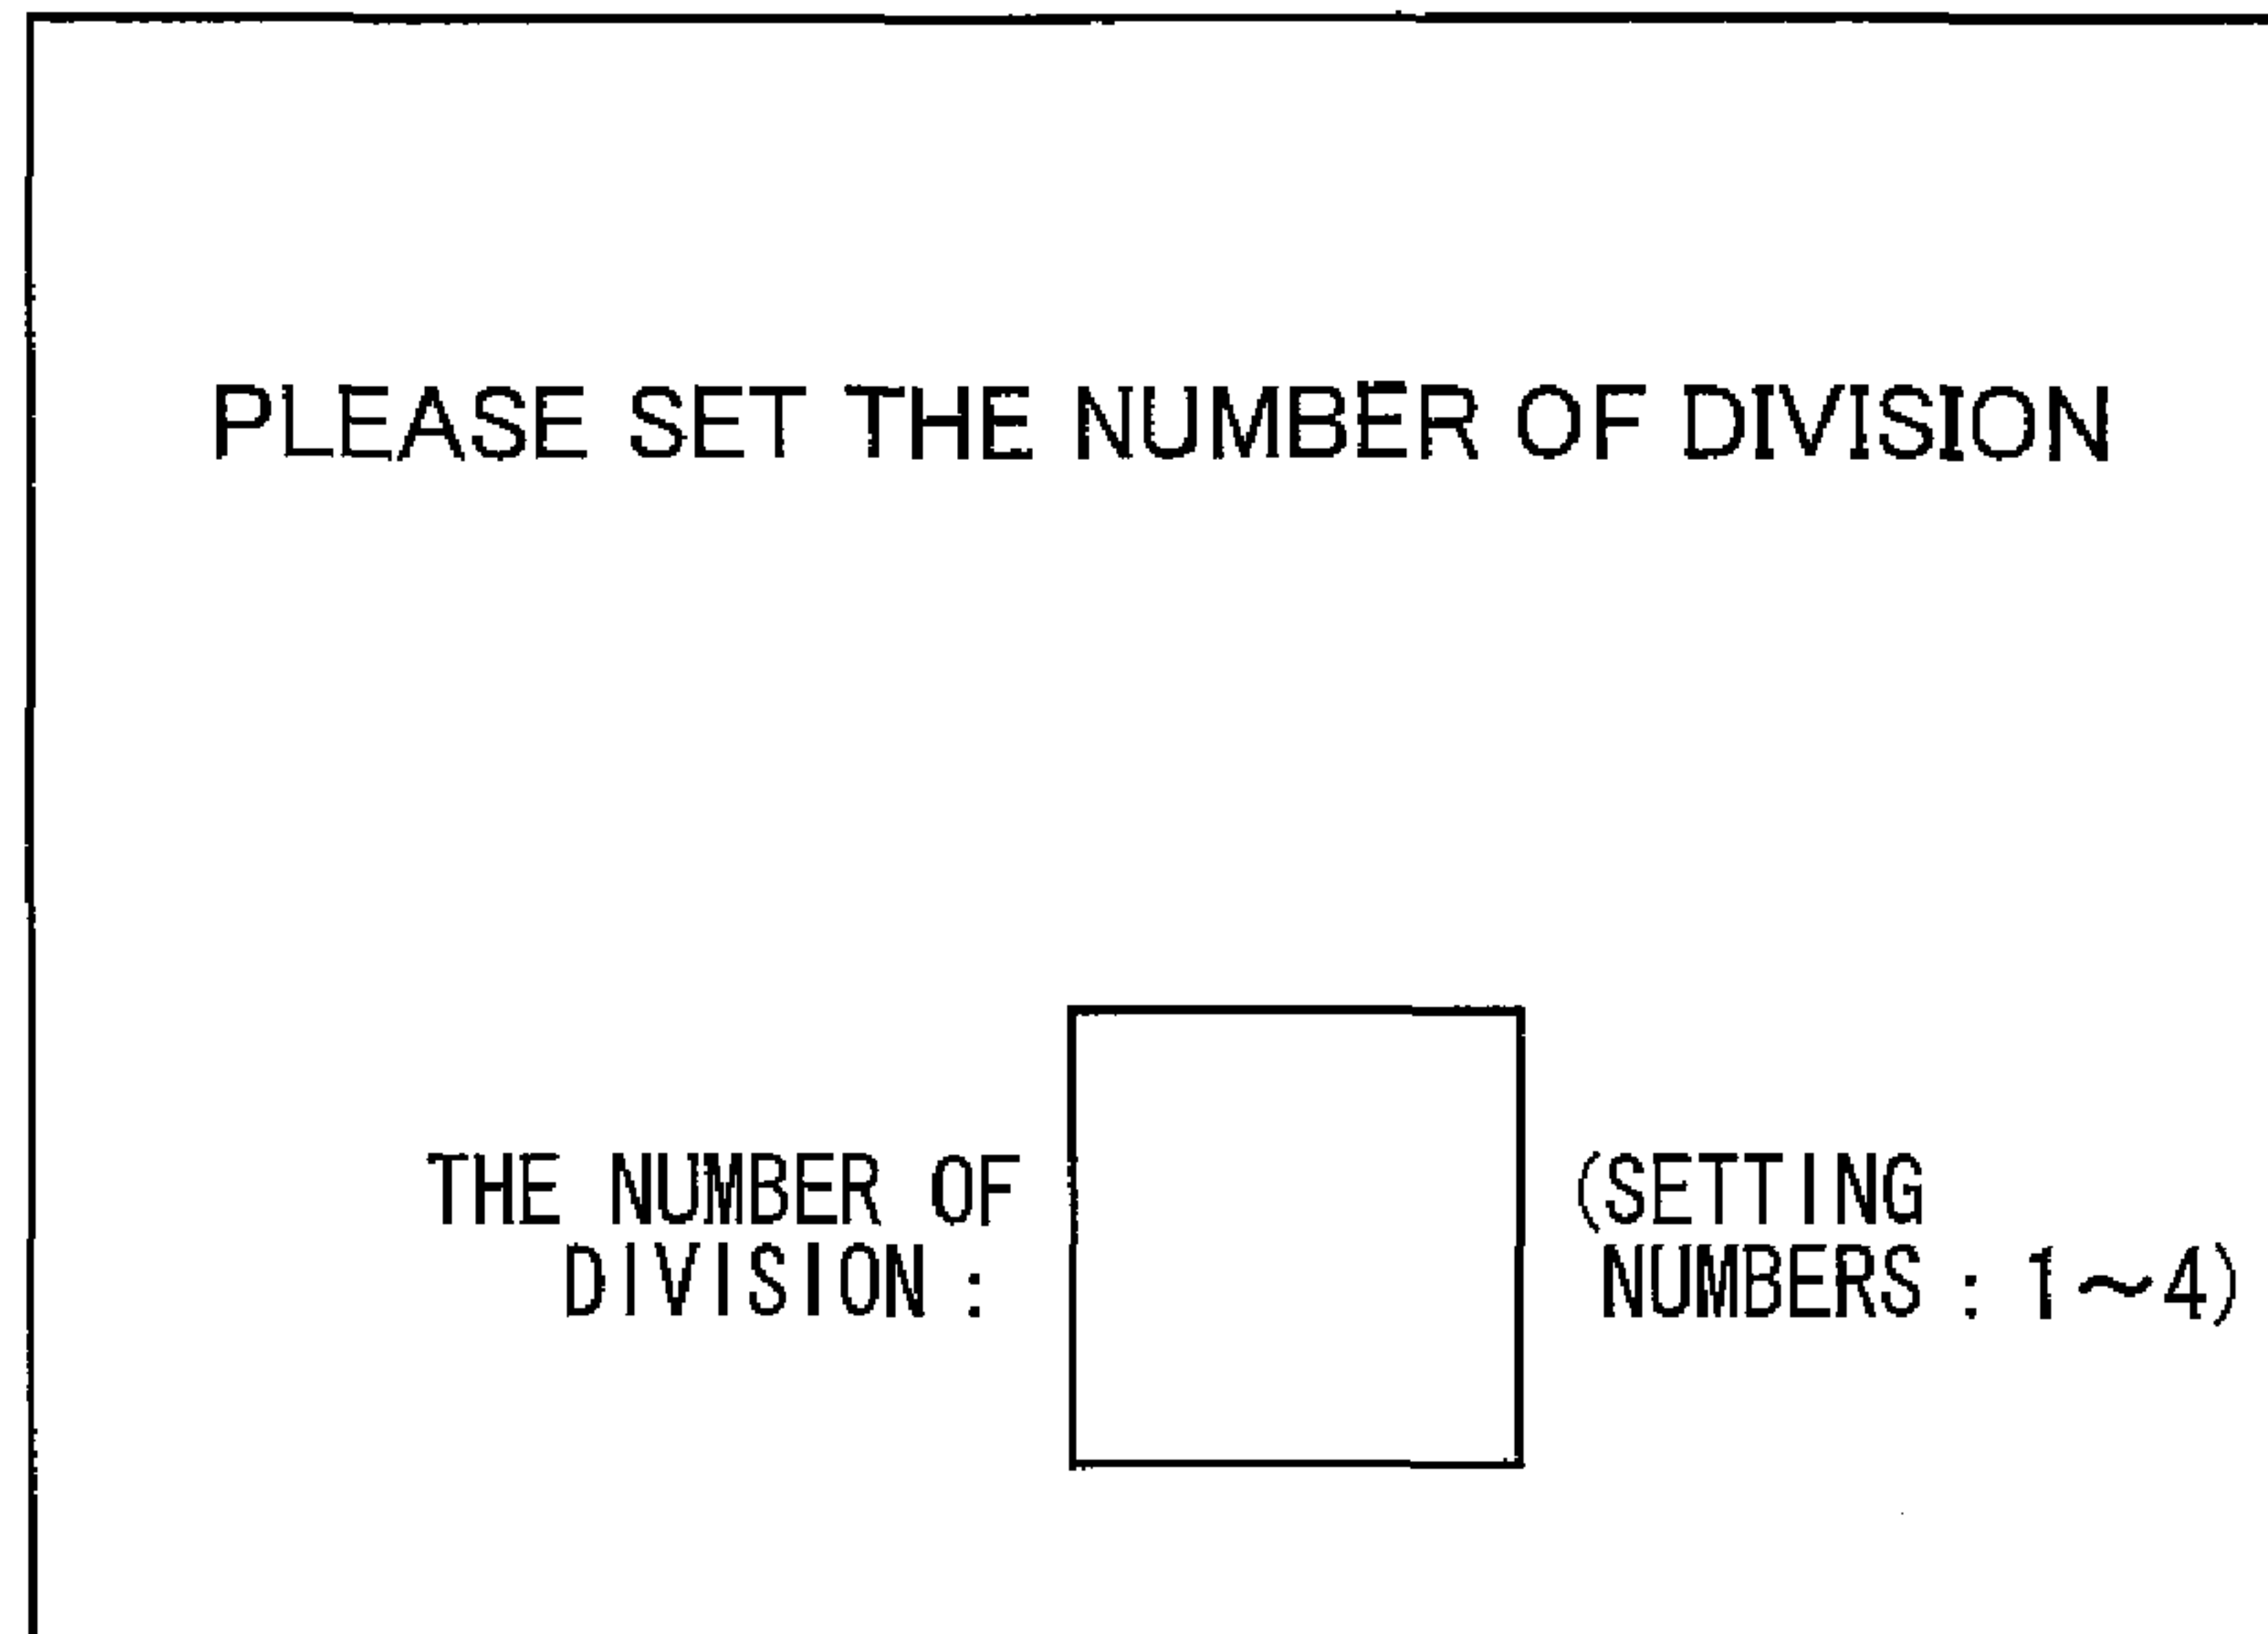 PLEASE SET THE NUMBER OF DIVISION
THE NUMBER OF
DIVISION :
(SETTING
NUMBERS : 1~4)